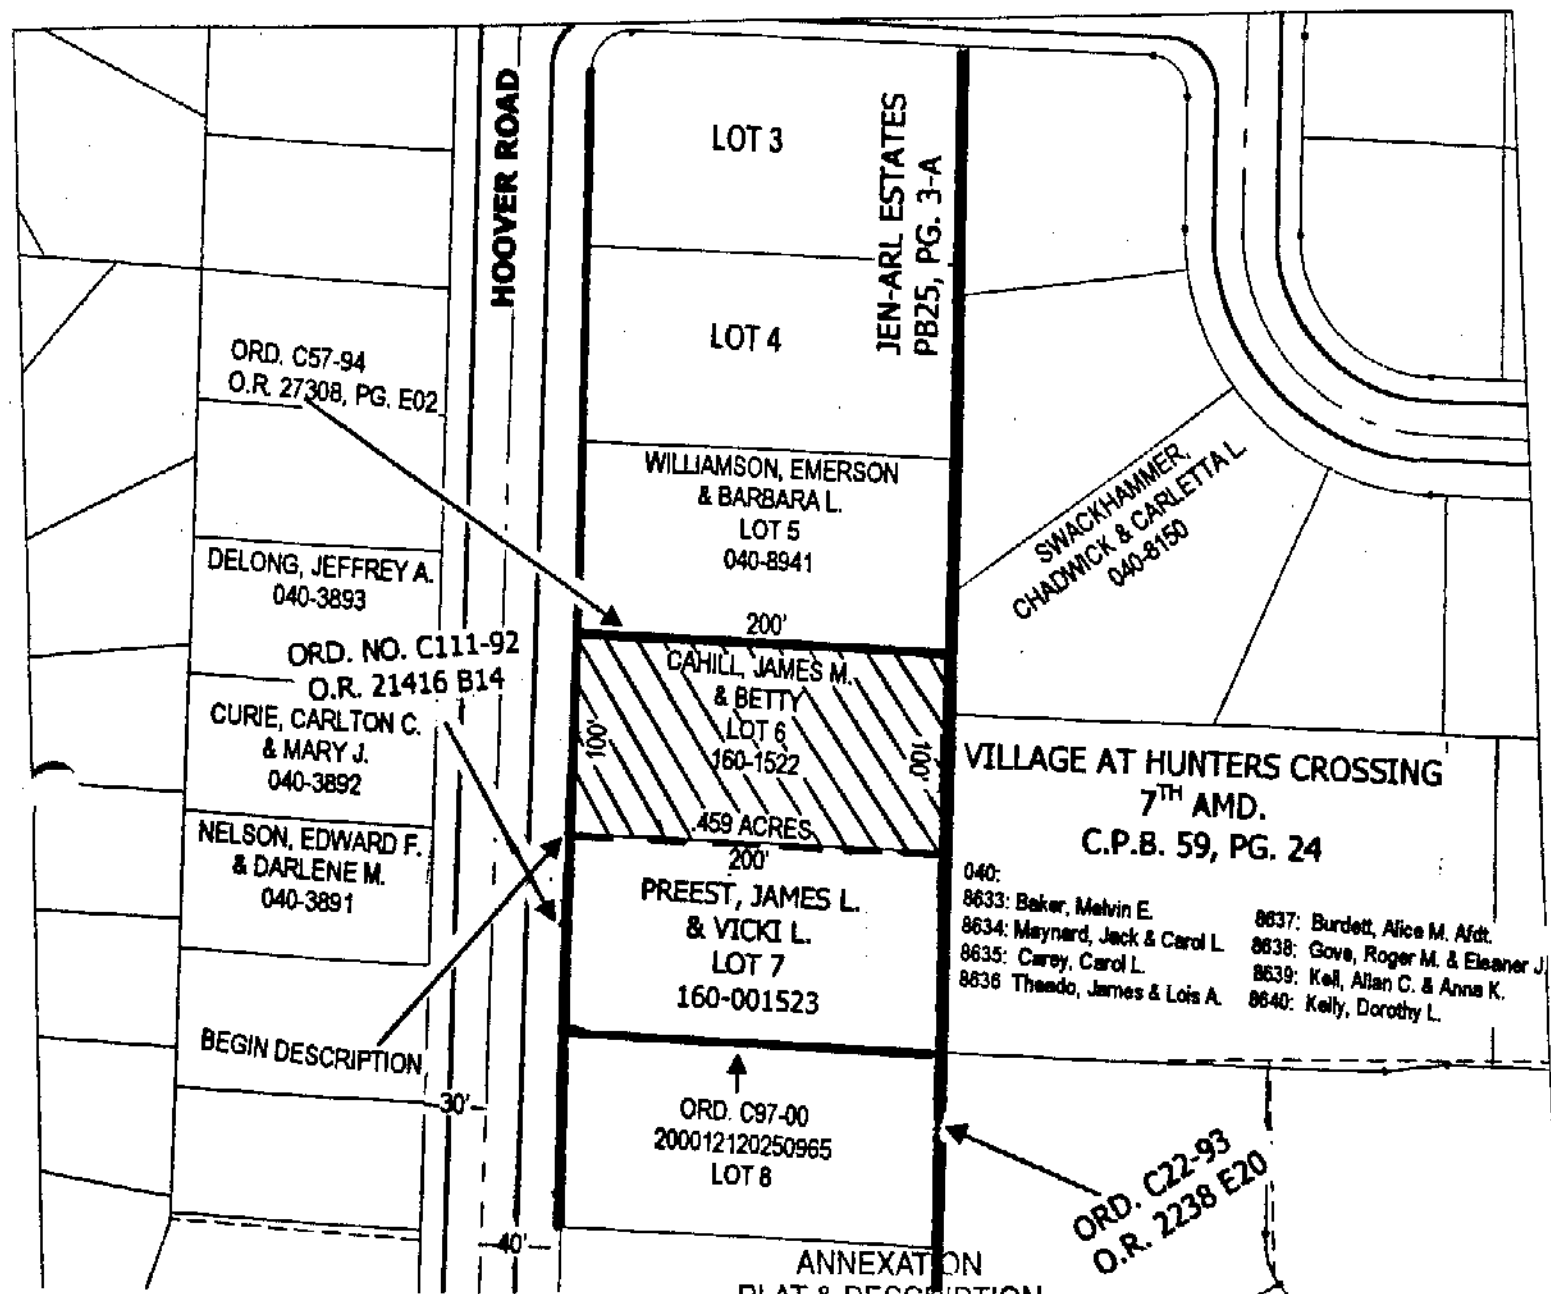 HOOVER ROAD
LOT 3
JEN-ARL ESTATES
PB25, PG. 3-A
LOT 4
ORD. C57-94
O.R. 27308, PG. E02
WILLIAMSON, EMERSON
& BARBARA L.
LOT 5
040-8941
SWACKHAMMER,
CHADWICK & CARLETTA L
040-8150
DELONG, JEFFREY A.
040-3893
ORD. NO. C111-92
O.R. 21416 B14
CURIE, CARLTON C.
& MARY J.
040-3892
NELSON, EDWARD F.
& DARLENE M.
040-3891
200'
CAHILL, JAMES M.
& BETTY
LOT 6
160-1522
100'
100'
.459 ACRES
200'
PREEST, JAMES L.
& VICKI L.
LOT 7
160-001523
VILLAGE AT HUNTERS CROSSING
7TH AMD.
C.P.B. 59, PG. 24
040:
8633: Baker, Melvin E.
8634: Maynard, Jack & Carol L
8635: Carey, Carol L.
8636 Theado, James & Lois A.
8637: Burdett, Alice M. Afdt.
8638: Gove, Roger M. & Eleaner J.
8639: Kell, Allan C. & Anna K.
8640: Kelly, Dorothy L.
BEGIN DESCRIPTION
30'
ORD. C97-00
200012120250965
LOT 8
ORD. C22-93
O.R. 2238 E20
40'
ANNEXATION
PLAT & DESCRIPTION